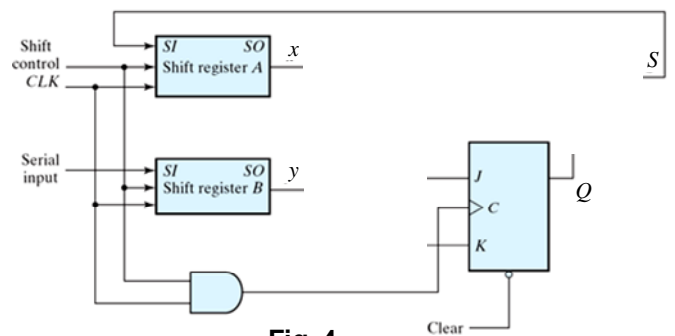 Shift control
CLK
SI SO
Shift register A
x
S
Serial input
SI SO
Shift register B
y
J
C
K
Q
Clear
Fig. 4